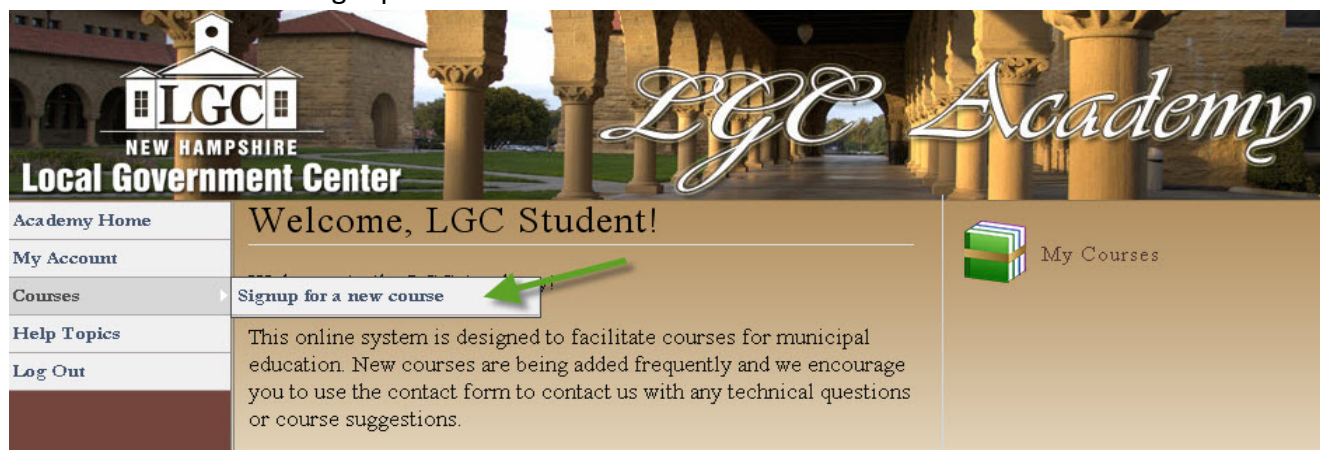 LGC
NEW HAMPSHIRE
Local Government Center
LGC Academy
Academy Home
My Account
Courses
Help Topics
Log Out
Welcome, LGC Student!
Signup for a new course
This online system is designed to facilitate courses for municipal
education. New courses are being added frequently and we encourage
you to use the contact form to contact us with any technical questions
or course suggestions.
My Courses